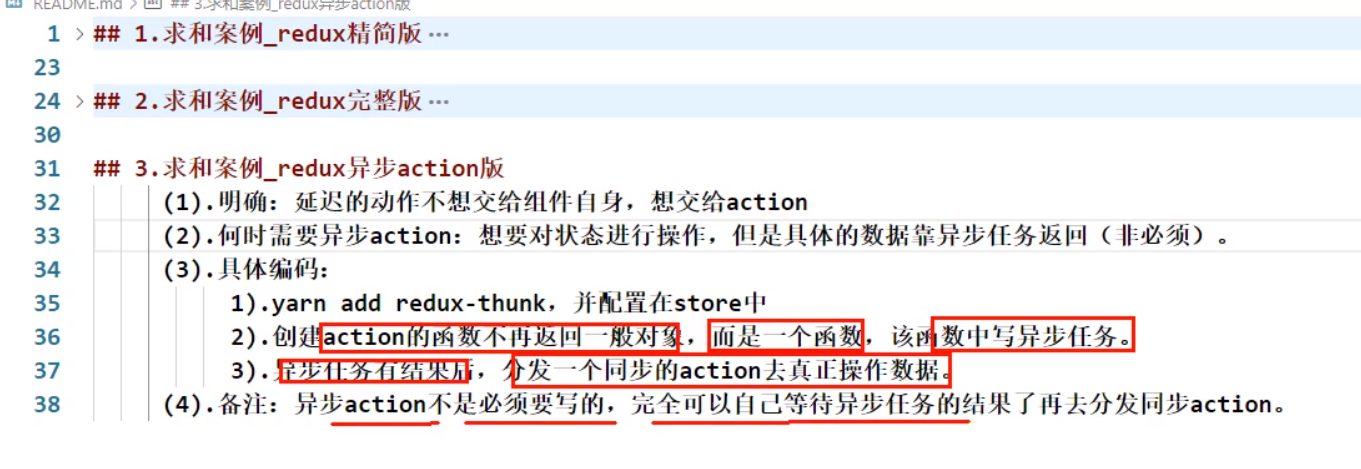 README.md > ## 3.求和案例_redux异步action版
1 > ## 1.求和案例_redux精简版 ···
23
24 > ## 2.求和案例_redux完整版 ···
30
31 ## 3.求和案例_redux异步action版
32 (1).明确：延迟的动作不想交给组件自身，想交给action
33 (2).何时需要异步action：想要对状态进行操作，但是具体的数据靠异步任务返回（非必须）。
34 (3).具体编码：
35 1).yarn add redux-thunk，并配置在store中
36 2).创建action的函数不再返回一般对象，而是一个函数，该函数中写异步任务。
37 3).异步任务有结果后，分发一个同步的action去真正操作数据。
38 (4).备注：异步action不是必须要写的，完全可以自己等待异步任务的结果了再去分发同步action。